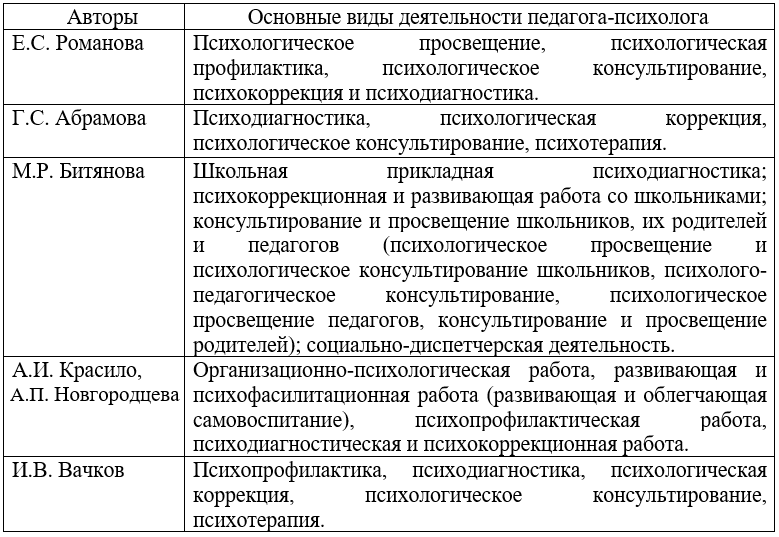 Авторы Основные виды деятельности педагога-психолога
Е.С. Романова Психологическое просвещение, психологическая
профилактика, психологическое консультирование,
психокоррекция и психодиагностика.
Г.С. Абрамова Психодиагностика, психологическая коррекция,
психологическое консультирование, психотерапия.
М.Р. Битянова Школьная прикладная психодиагностика;
психокоррекционная и развивающая работа со школьниками;
консультирование и просвещение школьников, их родителей
и педагогов (психологическое просвещение и
психологическое консультирование школьников, психолого-
педагогическое консультирование, психологическое
просвещение педагогов, консультирование и просвещение
родителей); социально-диспетчерская деятельность.
А.И. Красило, Организационно-психологическая работа, развивающая и
А.П. Новгородцева психофасилитационная работа (развивающая и облегчающая
самовоспитание), психопрофилактическая работа,
психодиагностическая и психокоррекционная работа.
И.В. Вачков Психопрофилактика, психодиагностика, психологическая
коррекция, психологическое консультирование,
психотерапия.